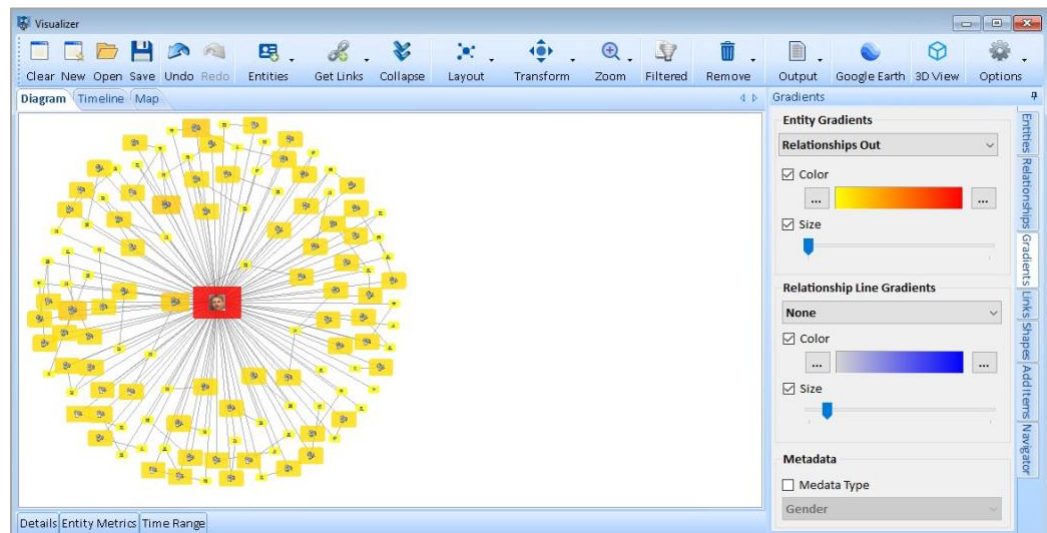 Visualizer
Clear New Open Save Undo Redo Entities Get Links Collapse Layout Transform Zoom Filtered Remove Output Google Earth 3D View Options
Diagram Timeline Map
Gradients
Entity Gradients
Relationships Out
Color
... ...
Size
Relationship Line Gradients
None
Color
... ...
Size
Metadata
Medata Type
Gender
Entities
Relationships
Gradients
Links
Shapes
Add Items
Navigator
Details Entity Metrics Time Range